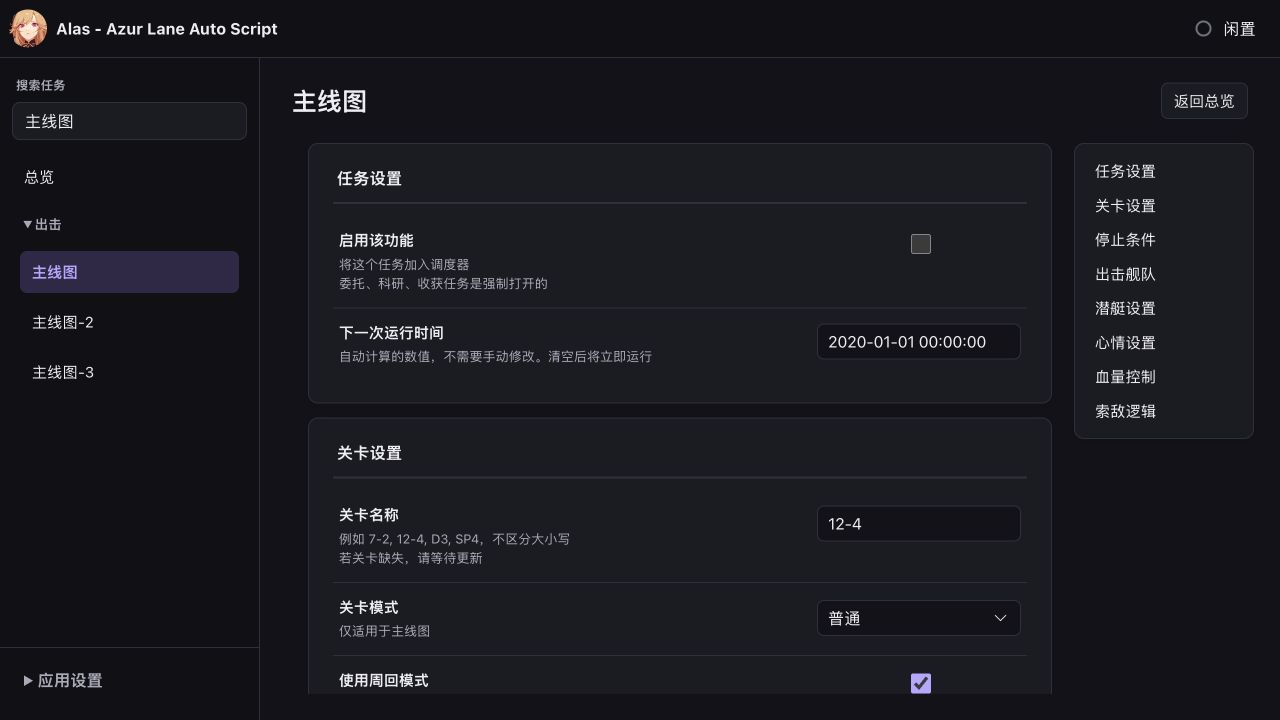 Alas - Azur Lane Auto Script
闲置
搜索任务
主线图
总览
出击
主线图
主线图-2
主线图-3
应用设置
主线图
返回总览
任务设置
启用该功能
将这个任务加入调度器
委托、科研、收获任务是强制打开的
下一次运行时间
自动计算的数值，不需要手动修改。清空后将立即运行
2020-01-01 00:00:00
关卡设置
关卡名称
例如 7-2, 12-4, D3, SP4，不区分大小写
若关卡缺失，请等待更新
12-4
关卡模式
仅适用于主线图
普通
使用周回模式
任务设置
关卡设置
停止条件
出击舰队
潜艇设置
心情设置
血量控制
索敌逻辑